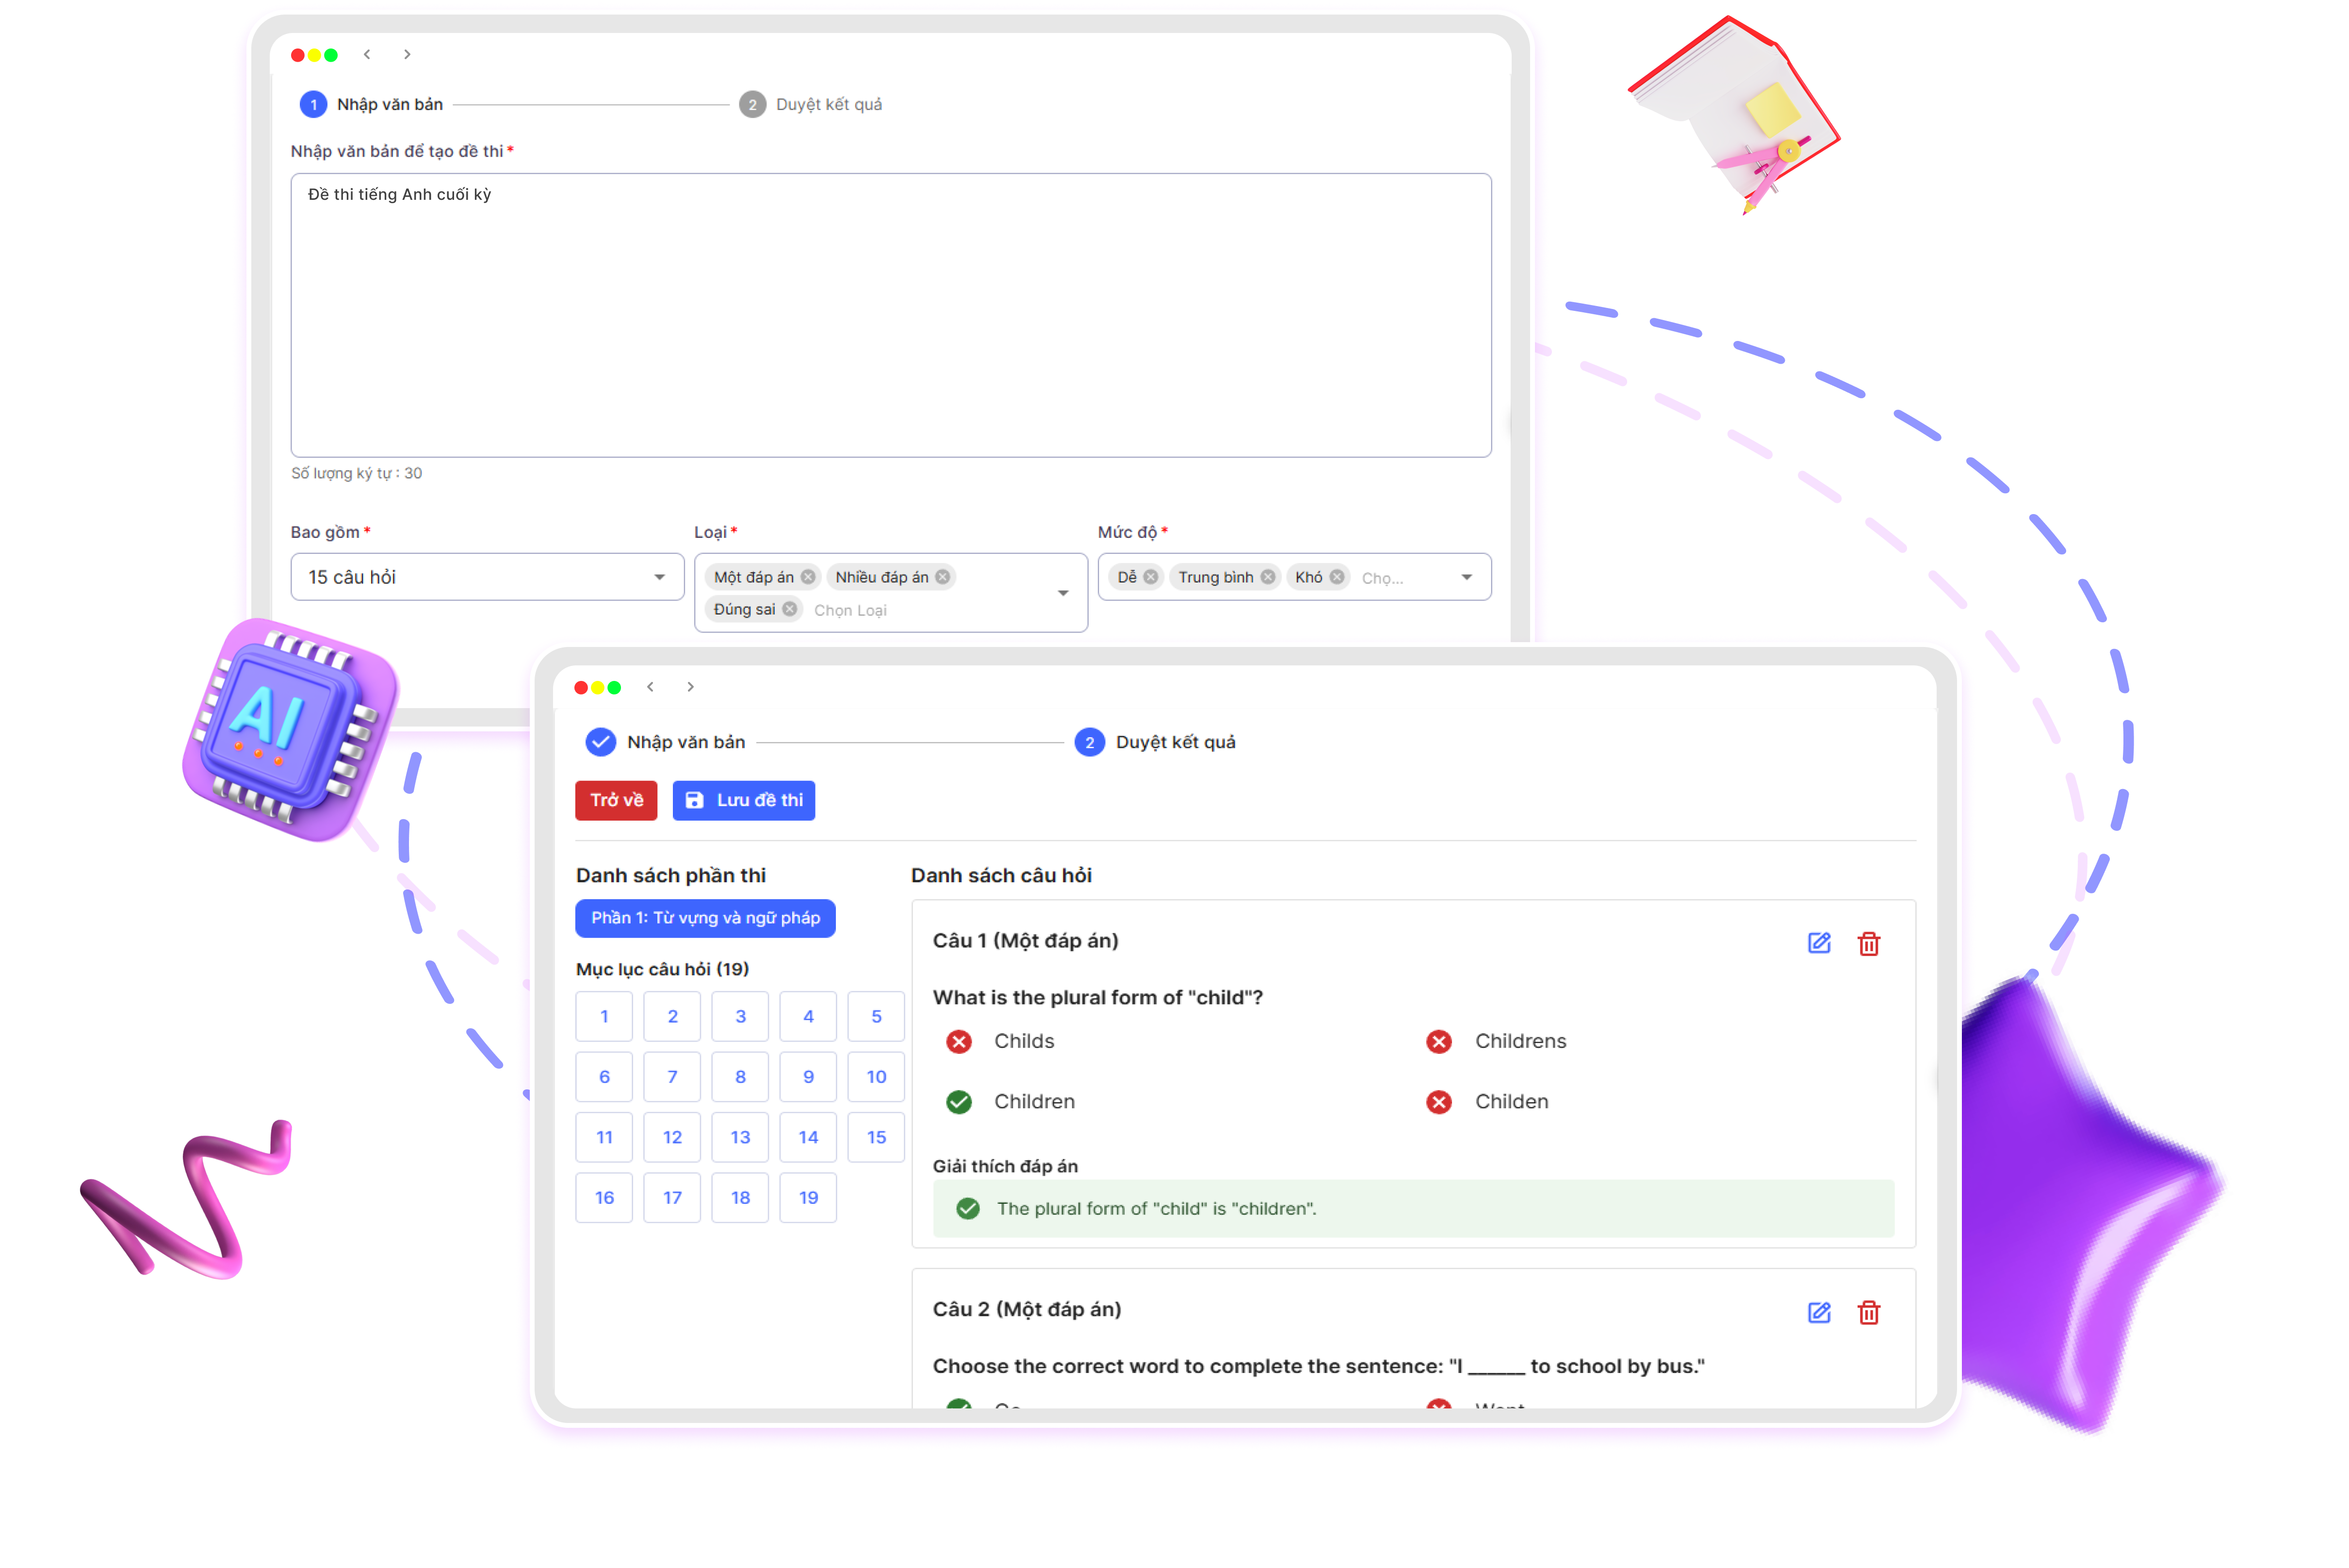 1 Nhập văn bản 2 Duyệt kết quả
Nhập văn bản để tạo đề thi *
Đề thi tiếng Anh cuối kỳ
Số lượng ký tự : 30
Bao gồm * Loại * Mức độ *
15 câu hỏi Một đáp án Nhiều đáp án Dễ Trung bình Khó Chọ...
Đúng sai Chọn Loại
AI
Nhập văn bản 2 Duyệt kết quả
Trở về Lưu đề thi
Danh sách phần thi
Phần 1: Từ vựng và ngữ pháp
Mục lục câu hỏi (19)
1 2 3 4 5
6 7 8 9 10
11 12 13 14 15
16 17 18 19
Danh sách câu hỏi
Câu 1 (Một đáp án)
What is the plural form of "child"?
Childs Childrens
Children Childen
Giải thích đáp án
The plural form of "child" is "children".
Câu 2 (Một đáp án)
Choose the correct word to complete the sentence: "I ______ to school by bus."